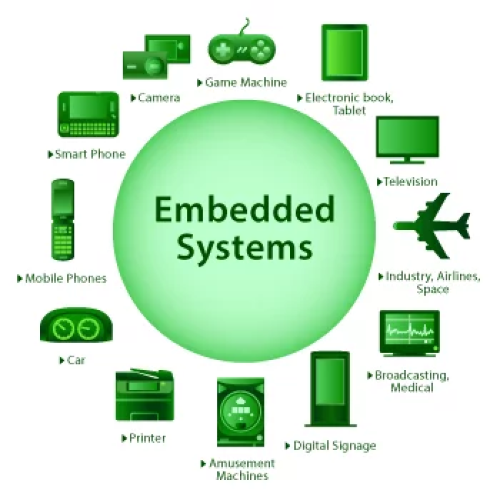 Embedded
Systems
Game Machine
Electronic book,
Tablet
Television
Industry, Airlines,
Space
Broadcasting,
Medical
Digital Signage
Amusement
Machines
Printer
Car
Mobile Phones
Smart Phone
Camera